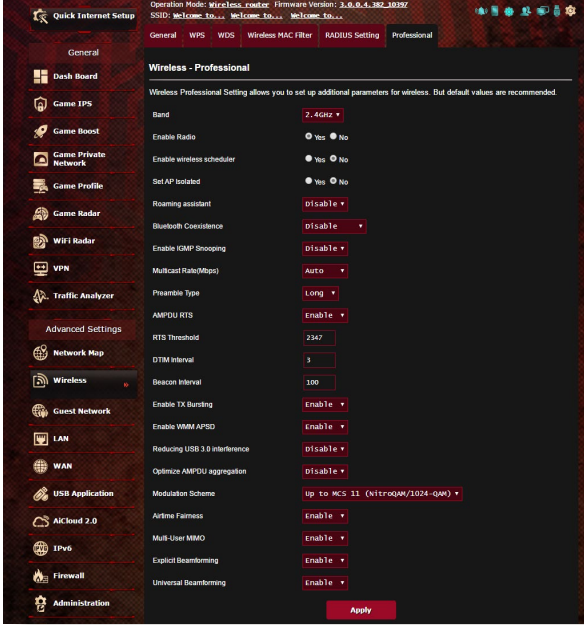 Quick Internet Setup
Operation Mode: Wireless router Firmware Version: 3.0.0.4.382_10397
SSID: Welcome to... Welcome to... Welcome to...
General WPS WDS Wireless MAC Filter RADIUS Setting Professional
General
Dash Board
Game IPS
Game Boost
Game Private
Network
Game Profile
Game Radar
WiFi Radar
VPN
Traffic Analyzer
Advanced Settings
Network Map
Wireless
Guest Network
LAN
WAN
USB Application
AiCloud 2.0
IPv6
Firewall
Administration
Wireless - Professional
Wireless Professional Setting allows you to set up additional parameters for wireless. But default values are recommended.
Band 2.4GHz
Enable Radio Yes No
Enable wireless scheduler Yes No
Set AP Isolated Yes No
Roaming assistant Disable
Bluetooth Coexistence Disable
Enable IGMP Snooping Disable
Multicast Rate(Mbps) Auto
Preamble Type Long
AMPDU RTS Enable
RTS Threshold 2347
DTIM Interval 3
Beacon Interval 100
Enable TX Bursting Enable
Enable WMM APSD Enable
Reducing USB 3.0 interference Disable
Optimize AMPDU aggregation Disable
Modulation Scheme Up to MCS 11 (NitroQAM/1024-QAM)
Airtime Fairness Enable
Multi-User MIMO Enable
Explicit Beamforming Enable
Universal Beamforming Enable
Apply